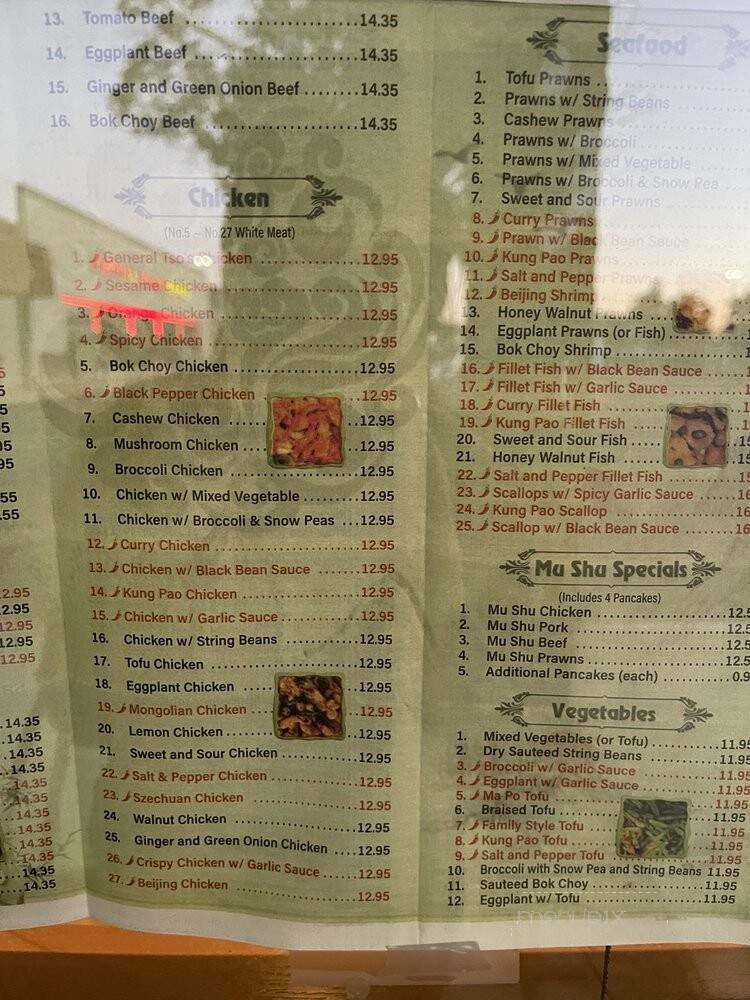 13. Tomato Beef 14.35
14. Eggplant Beef 14.35
15. Ginger and Green Onion Beef 14.35
16. Bok Choy Beef 14.35
Chicken
(No.5 ~ No.27 White Meat)
1. General Tso's Chicken 12.95
2. Sesame Chicken 12.95
3. Orange Chicken 12.95
4. Spicy Chicken 12.95
5. Bok Choy Chicken 12.95
6. Black Pepper Chicken 12.95
7. Cashew Chicken 12.95
8. Mushroom Chicken 12.95
9. Broccoli Chicken 12.95
10. Chicken w/ Mixed Vegetable 12.95
11. Chicken w/ Broccoli & Snow Peas 12.95
12. Curry Chicken 12.95
13. Chicken w/ Black Bean Sauce 12.95
14. Kung Pao Chicken 12.95
15. Chicken w/ Garlic Sauce 12.95
16. Chicken w/ String Beans 12.95
17. Tofu Chicken 12.95
18. Eggplant Chicken 12.95
19. Mongolian Chicken 12.95
20. Lemon Chicken 12.95
21. Sweet and Sour Chicken 12.95
22. Salt & Pepper Chicken 12.95
23. Szechuan Chicken 12.95
24. Walnut Chicken 12.95
25. Ginger and Green Onion Chicken 12.95
26. Crispy Chicken w/ Garlic Sauce 12.95
27. Beijing Chicken 12.95
Seafood
1. Tofu Prawns
2. Prawns w/ String Beans
3. Cashew Prawns
4. Prawns w/ Broccoli
5. Prawns w/ Mixed Vegetable
6. Prawns w/ Broccoli & Snow Pea
7. Sweet and Sour Prawns
8. Curry Prawns
9. Prawn w/ Black Bean Sauce
10. Kung Pao Prawns
11. Salt and Pepper Prawns
12. Beijing Shrimp
13. Honey Walnut Prawns
14. Eggplant Prawns (or Fish)
15. Bok Choy Shrimp
16. Fillet Fish w/ Black Bean Sauce
17. Fillet Fish w/ Garlic Sauce
18. Curry Fillet Fish
19. Kung Pao Fillet Fish
20. Sweet and Sour Fish
21. Honey Walnut Fish
22. Salt and Pepper Fillet Fish
23. Scallops w/ Spicy Garlic Sauce
24. Kung Pao Scallop
25. Scallop w/ Black Bean Sauce
Mu Shu Specials
(Includes 4 Pancakes)
1. Mu Shu Chicken 12.5
2. Mu Shu Pork 12.5
3. Mu Shu Beef 12.5
4. Mu Shu Prawns 12.5
5. Additional Pancakes (each) 0.9
Vegetables
1. Mixed Vegetables (or Tofu) 11.95
2. Dry Sauteed String Beans 11.95
3. Broccoli w/ Garlic Sauce 11.95
4. Eggplant w/ Garlic Sauce 11.95
5. Ma Po Tofu 11.95
6. Braised Tofu 11.95
7. Family Style Tofu 11.95
8. Kung Pao Tofu 11.95
9. Salt and Pepper Tofu 11.95
10. Broccoli with Snow Pea and String Beans 11.95
11. Sauteed Bok Choy 11.95
12. Eggplant w/ Tofu 11.95